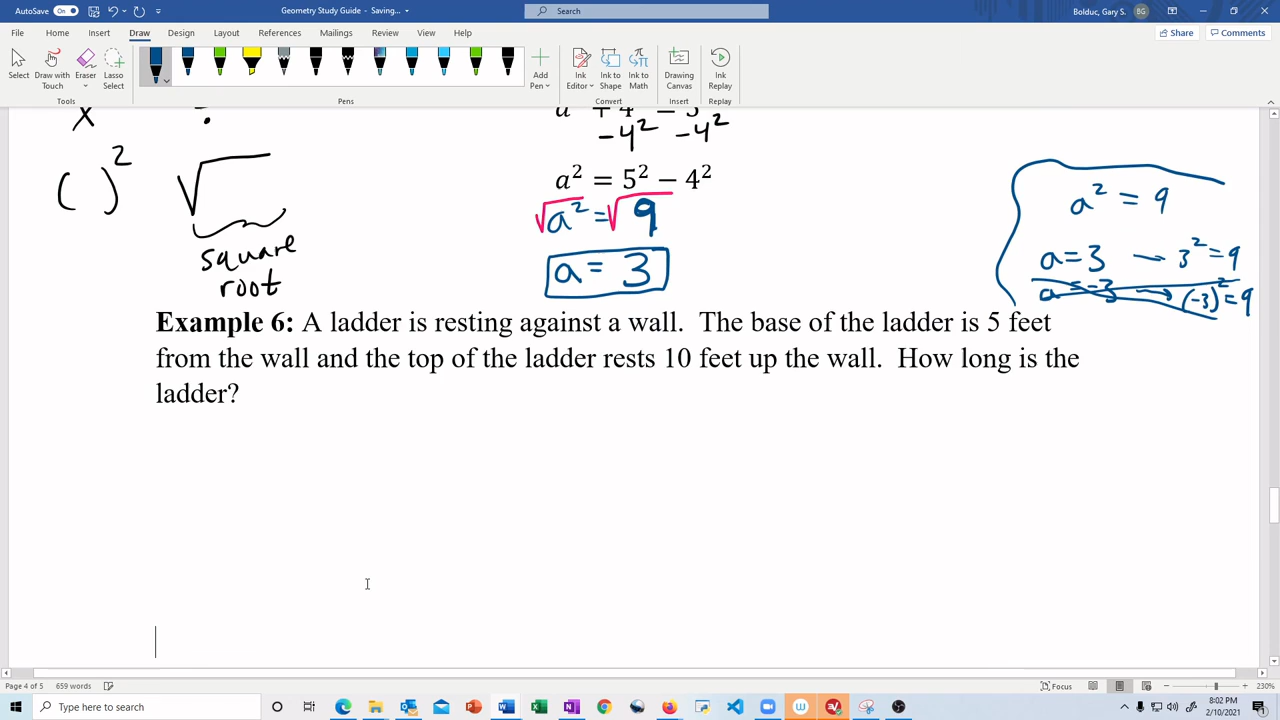 AutoSave On Geometry Study Guide - Saving... Search Bolduc, Gary S. BG
File Home Insert Draw Design Layout References Mailings Review View Help Share Comments
Select Draw with Touch Eraser Lasso Select Add Pen Ink Editor Ink to Shape Ink to Math Drawing Canvas Ink Replay
Tools Pens Convert Insert Replay
x ÷
-4² -4²
( )² √
a² = 5² − 4²
√a² = √9
square
root
a = 3
a² = 9
a = 3 → 3² = 9
a = -3 → (-3)² = 9
Example 6: A ladder is resting against a wall. The base of the ladder is 5 feet
from the wall and the top of the ladder rests 10 feet up the wall. How long is the
ladder?
Page 4 of 5 659 words Focus 230%
Type here to search 8:02 PM
2/10/2021